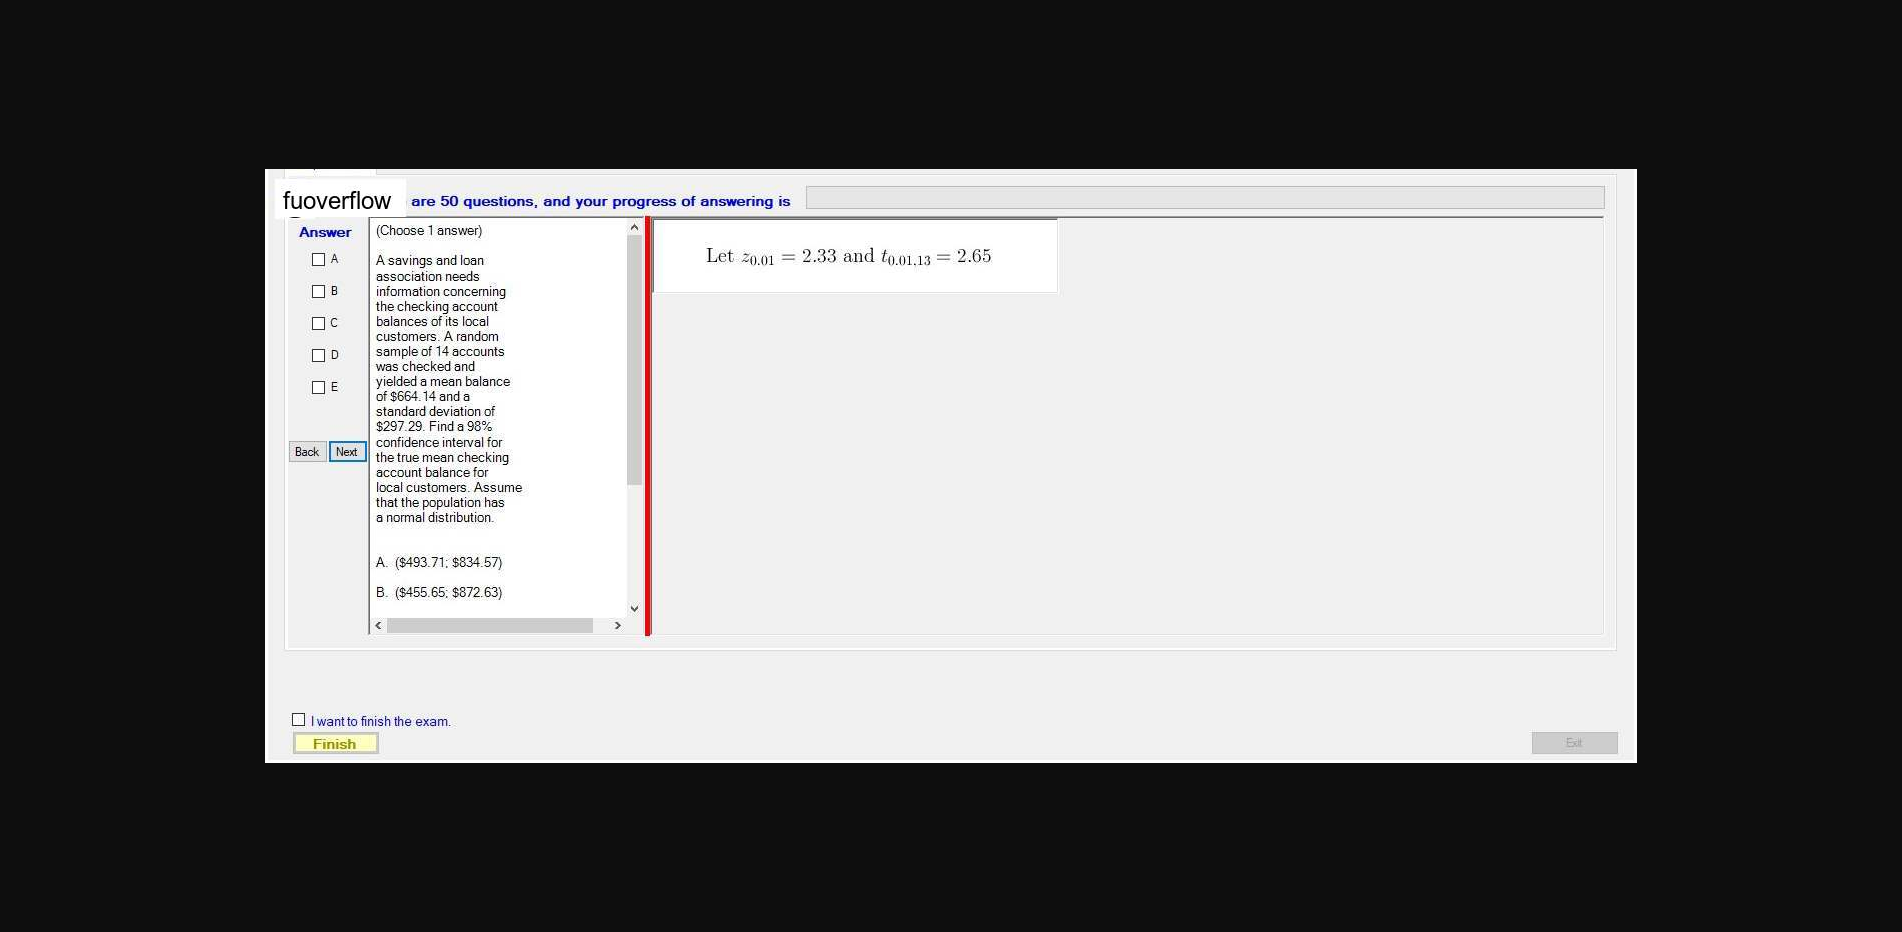 fuoverflow are 50 questions, and your progress of answering is
Answer
A
B
C
D
E
Back Next
(Choose 1 answer)
A savings and loan
association needs
information concerning
the checking account
balances of its local
customers. A random
sample of 14 accounts
was checked and
yielded a mean balance
of $664.14 and a
standard deviation of
$297.29. Find a 98%
confidence interval for
the true mean checking
account balance for
local customers. Assume
that the population has
a normal distribution.
A. ($493.71; $834.57)
B. ($455.65; $872.63)
Let z0.01 = 2.33 and t0.01,13 = 2.65
I want to finish the exam.
Finish
Exit